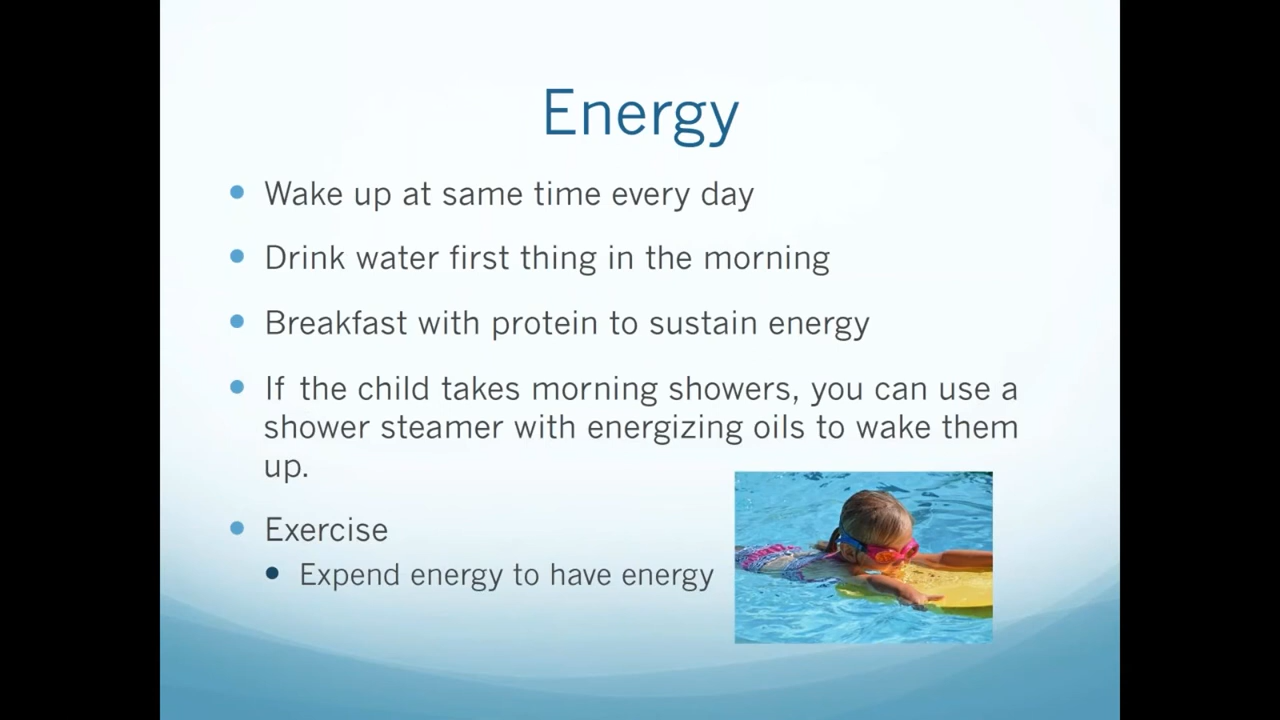 Energy
Wake up at same time every day
Drink water first thing in the morning
Breakfast with protein to sustain energy
If the child takes morning showers, you can use a
shower steamer with energizing oils to wake them
up.
Exercise
Expend energy to have energy